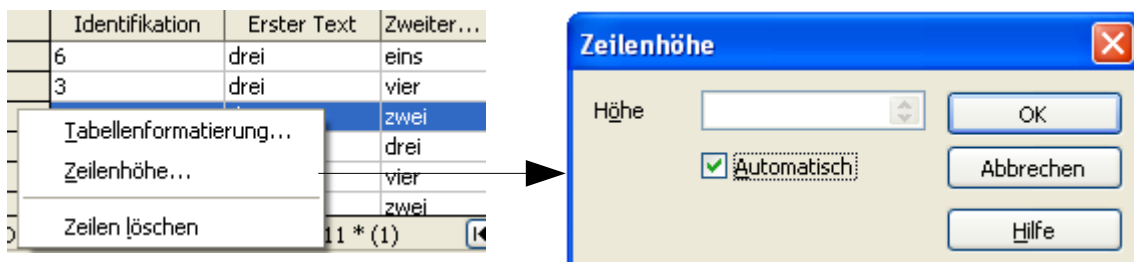 Identifikation Erster Text Zweiter...
6 drei eins
3 drei vier
zwei
drei
vier
zwei
11 * (1)
Tabellenformatierung...
Zeilenhöhe...
Zeilen löschen
Zeilenhöhe
Höhe
Automatisch
OK
Abbrechen
Hilfe